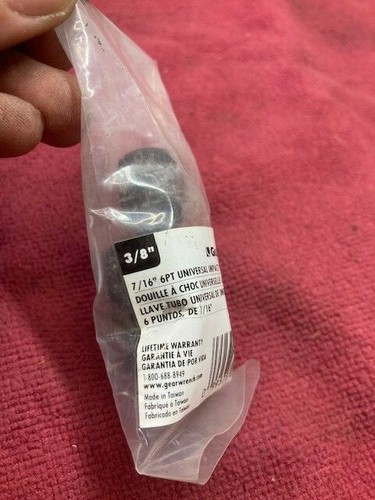 3/8"
7/16" 6PT UNIVERSAL
DOUILLE À CHOC UNIVERSELLE
LLAVE TUBO UNIVERSAL DE
6 PUNTOS, DE 7/16"
LIFETIME WARRANTY
GARANTIE À VIE
GARANTIA DE POR VIDA
1-800-688-8949
www.gearwrench.com
Made in Taiwan
Fabriqué à Taiwan
Fabricado en Taiwan